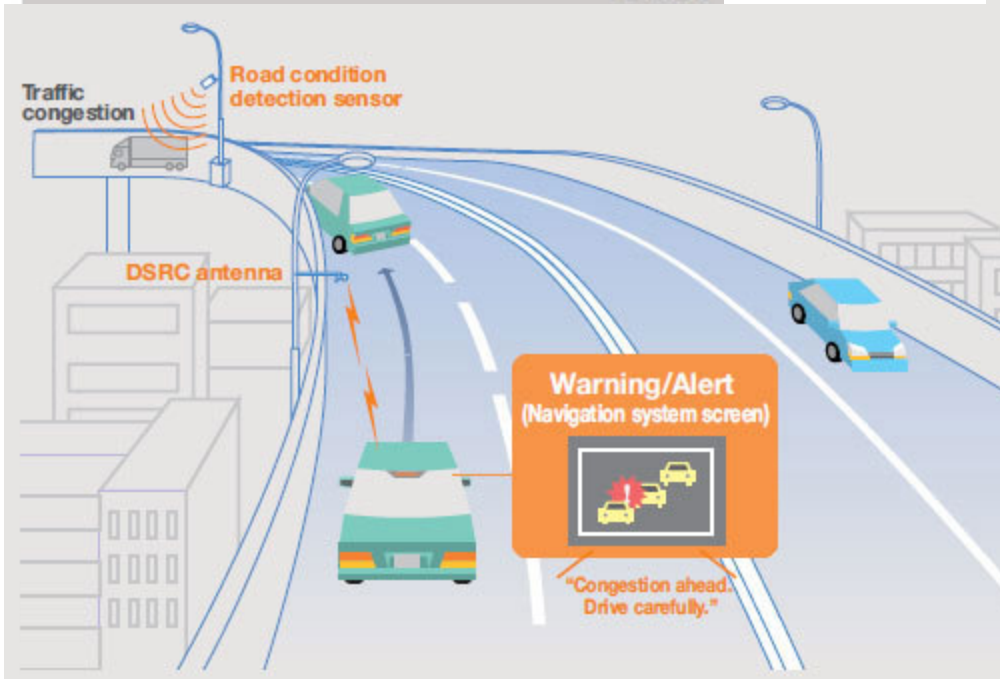 Road condition
detection sensor
Traffic
congestion
DSRC antenna
Warning/Alert
(Navigation system screen)
"Congestion ahead.
Drive carefully."